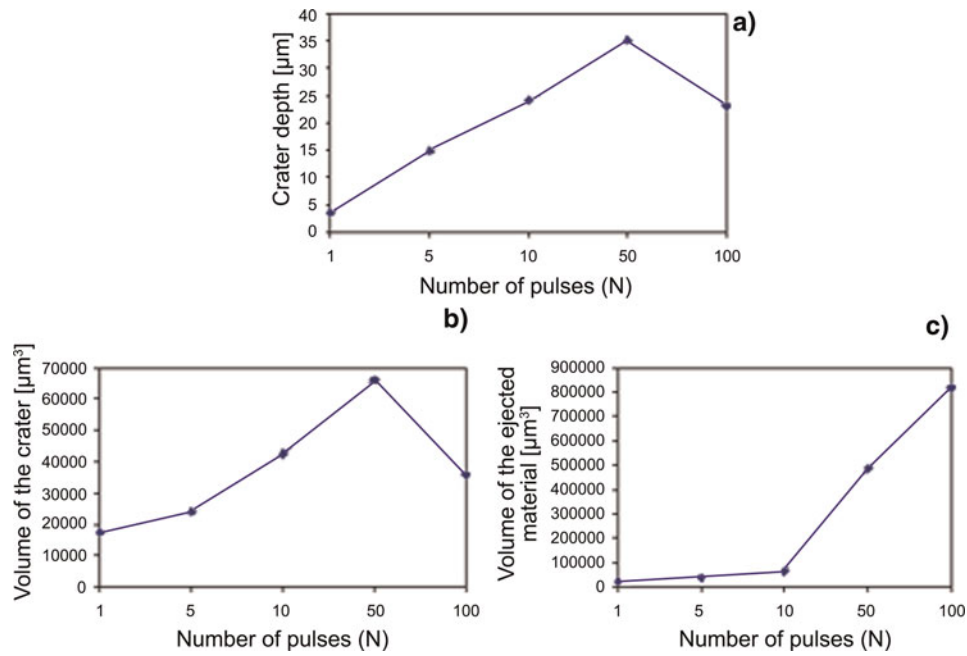 a)
Crater depth [µm]
40
35
30
25
20
15
10
5
0
1 5 10 50 100
Number of pulses (N)
b)
Volume of the crater [µm³]
70000
60000
50000
40000
30000
20000
10000
0
1 5 10 50 100
Number of pulses (N)
c)
Volume of the ejected
material [µm³]
900000
800000
700000
600000
500000
400000
300000
200000
100000
0
1 5 10 50 100
Number of pulses (N)